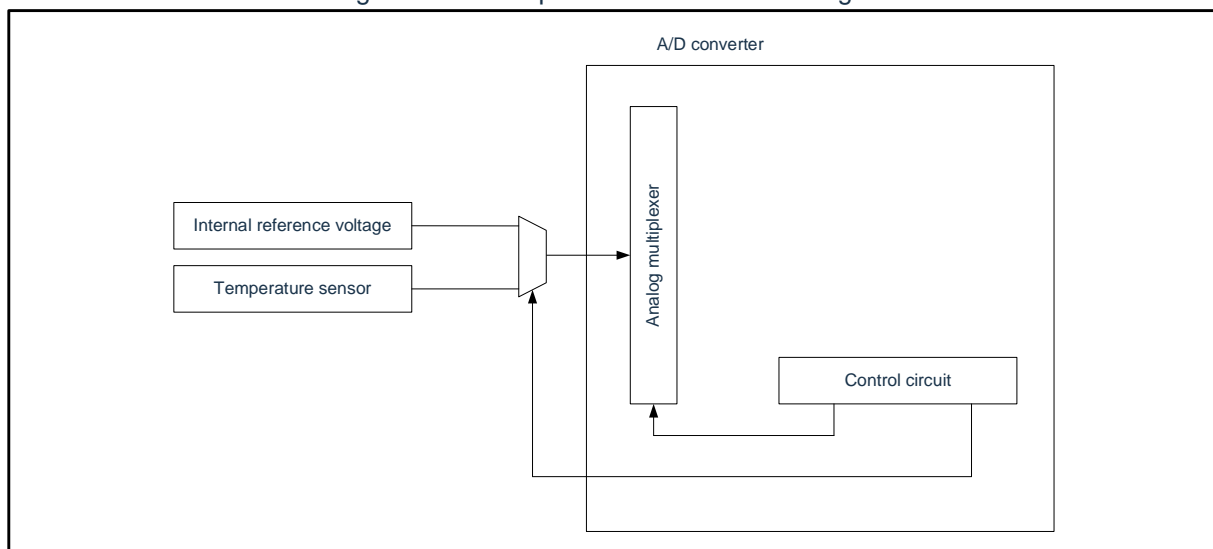 A/D converter
Internal reference voltage
Temperature sensor
Analog multiplexer
Control circuit